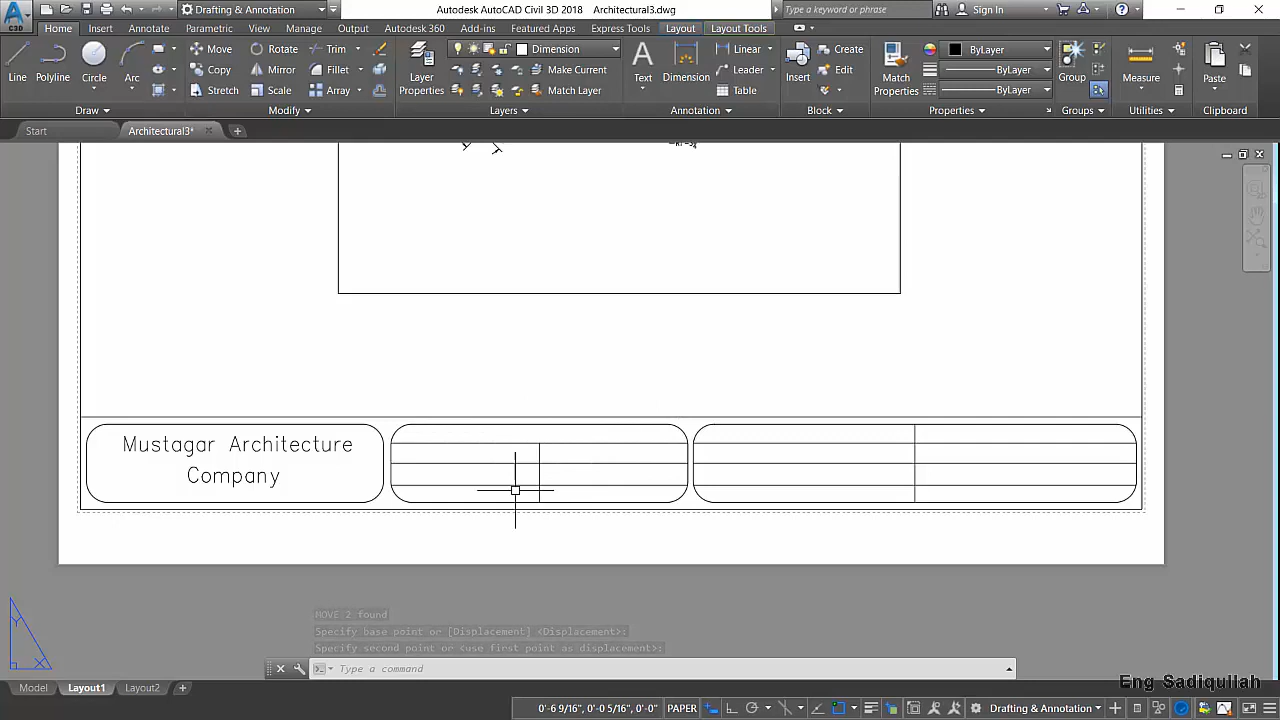 Drafting & Annotation
Autodesk AutoCAD Civil 3D 2018 Architectural3.dwg
Type a keyword or phrase
Sign In
C3D
Home Insert Annotate Parametric View Manage Output Add-ins Autodesk 360 Featured Apps Express Tools Layout Layout Tools
Line
Polyline
Circle
Arc
Draw
Move Rotate Trim
Copy Mirror Fillet
Stretch Scale Array
Modify
Layer
Properties
Dimension
Make Current
Match Layer
Layers
Text
Dimension
Linear
Leader
Table
Annotation
Insert
Create
Edit
Block
Match
Properties
ByLayer
ByLayer
ByLayer
Properties
Group
Groups
Measure
Utilities
Paste
Clipboard
Start
Architectural3*
Mustagar Architecture
Company
MOVE 2 found
Specify base point or [Displacement] <Displacement>:
Specify second point or <use first point as displacement>:
Type a command
Y
X
Model Layout1 Layout2
Eng Sadiqullah
0'-6 9/16", 0'-0 5/16", 0'-0" PAPER
Drafting & Annotation